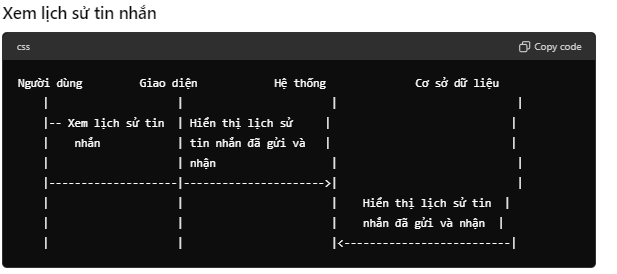 Xem lịch sử tin nhắn
css Copy code
Người dùng Giao diện Hệ thống Cơ sở dữ liệu
| | | |
|-- Xem lịch sử tin | Hiển thị lịch sử | |
| nhắn | tin nhắn đã gửi và | |
| | nhận | |
|--------------------|---------------------->| |
| | | Hiển thị lịch sử tin |
| | | nhắn đã gửi và nhận |
| | |<--------------------------|